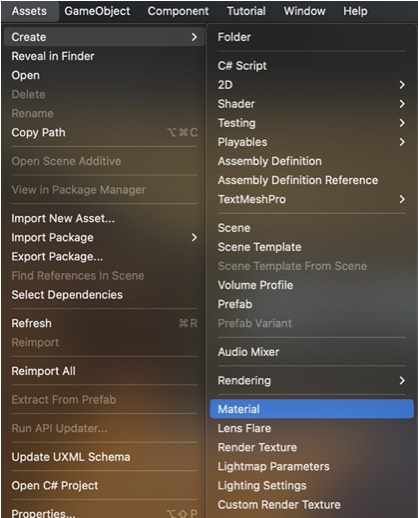 Assets GameObject Component Tutorial Window Help
Create >
Reveal in Finder
Open
Delete
Rename
Copy Path ⌥⌘C
Open Scene Additive
View in Package Manager
Import New Asset...
Import Package >
Export Package...
Find References In Scene
Select Dependencies
Refresh ⌘R
Reimport
Reimport All
Extract From Prefab
Run API Updater...
Update UXML Schema
Open C# Project
Properties... ⌥⇧P
Folder
C# Script
2D >
Shader >
Testing >
Playables >
Assembly Definition
Assembly Definition Reference
TextMeshPro >
Scene
Scene Template
Scene Template From Scene
Volume Profile
Prefab
Prefab Variant
Audio Mixer
Rendering >
Material
Lens Flare
Render Texture
Lightmap Parameters
Lighting Settings
Custom Render Texture